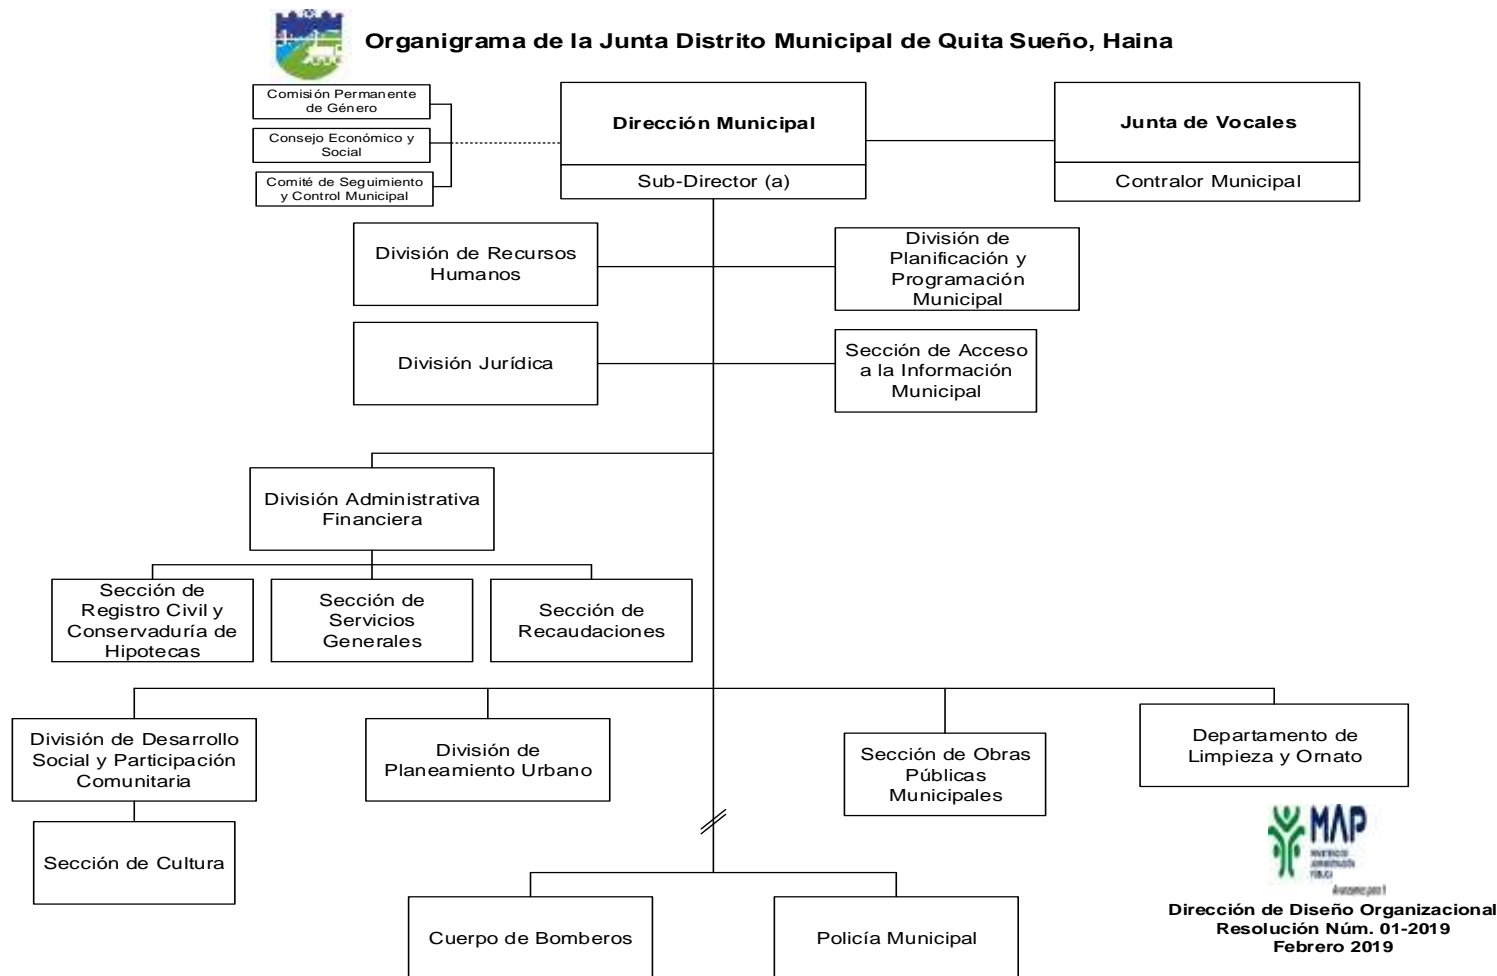 Organigrama de la Junta Distrito Municipal de Quita Sueño, Haina
Comisión Permanente
de Género
Consejo Económico y
Social
Comité de Seguimiento
y Control Municipal
Dirección Municipal
Sub-Director (a)
Junta de Vocales
Contralor Municipal
División de Recursos
Humanos
División de
Planificación y
Programación
Municipal
División Jurídica
Sección de Acceso
a la Información
Municipal
División Administrativa
Financiera
Sección de
Registro Civil y
Conservaduría de
Hipotecas
Sección de
Servicios
Generales
Sección de
Recaudaciones
División de Desarrollo
Social y Participación
Comunitaria
División de
Planeamiento Urbano
Sección de Obras
Públicas
Municipales
Departamento de
Limpieza y Ornato
Sección de Cultura
Cuerpo de Bomberos
Policía Municipal
MAP
MINISTERIO DE
ADMINISTRACIÓN
PÚBLICA
Dirección de Diseño Organizacional
Resolución Núm. 01-2019
Febrero 2019